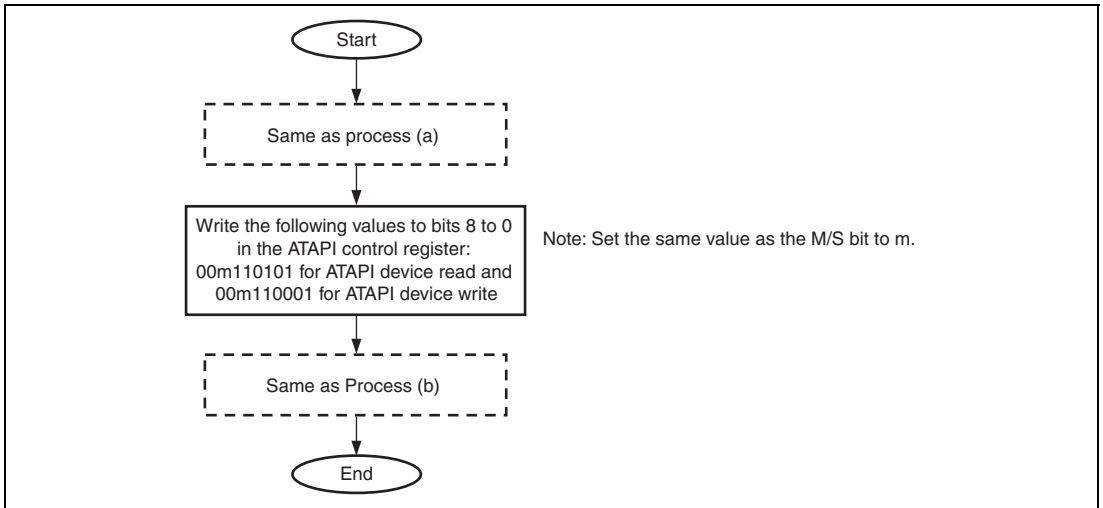 Start
Same as process (a)
Write the following values to bits 8 to 0
in the ATAPI control register:
00m110101 for ATAPI device read and
00m110001 for ATAPI device write
Note: Set the same value as the M/S bit to m.
Same as Process (b)
End